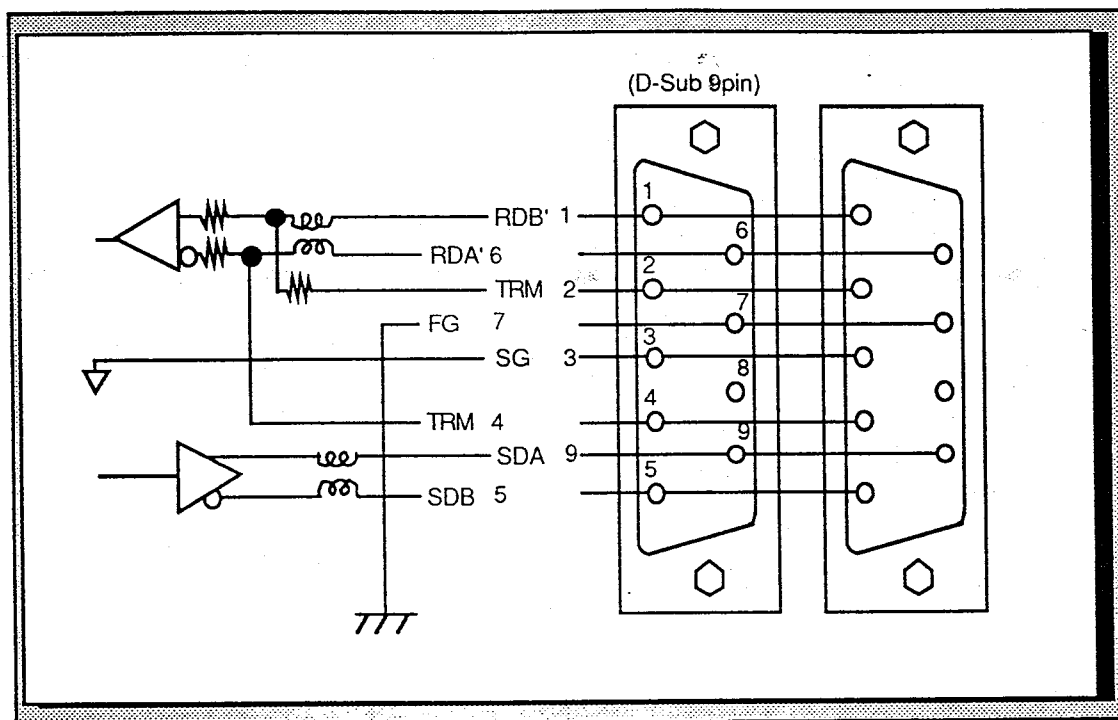 (D-Sub 9pin)
RDB' 1
RDA' 6
TRM 2
FG 7
SG 3
TRM 4
SDA 9
SDB 5
1
6
2
7
3
8
4
9
5